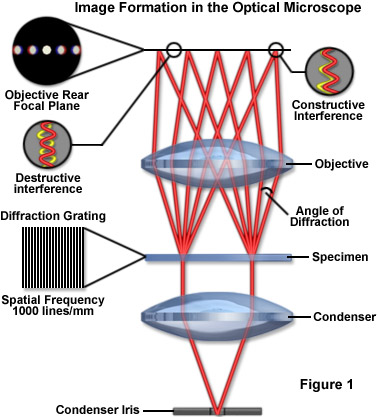 Image Formation in the Optical Microscope
Objective Rear
Focal Plane
Constructive
Interference
Destructive
interference
Objective
Diffraction Grating
Angle of
Diffraction
Specimen
Spatial Frequency
1000 lines/mm
Condenser
Figure 1
Condenser Iris